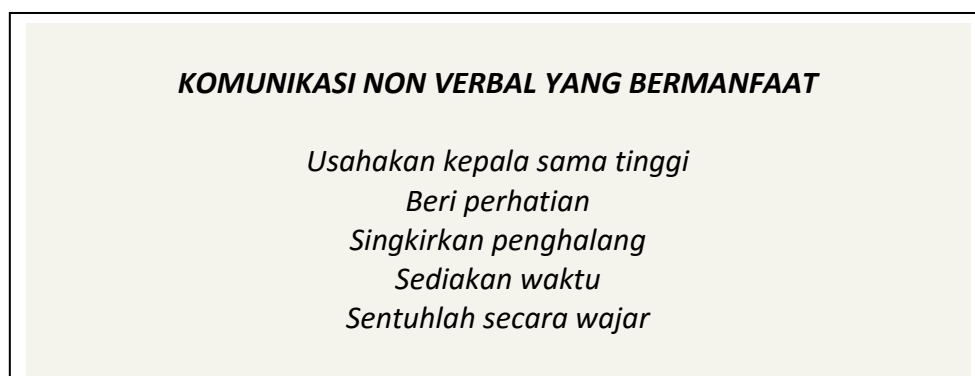 KOMUNIKASI NON VERBAL YANG BERMANFAAT
Usahakan kepala sama tinggi
Beri perhatian
Singkirkan penghalang
Sediakan waktu
Sentuhlah secara wajar